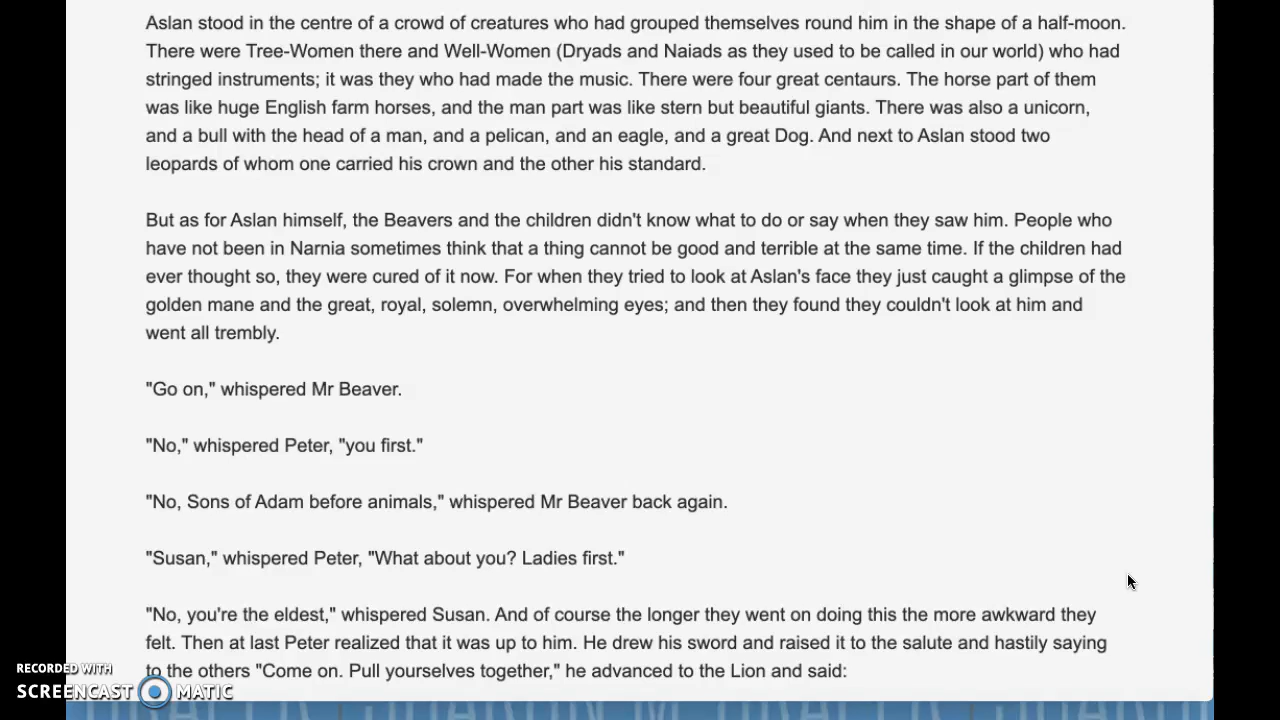 Aslan stood in the centre of a crowd of creatures who had grouped themselves round him in the shape of a half-moon.
There were Tree-Women there and Well-Women (Dryads and Naiads as they used to be called in our world) who had
stringed instruments; it was they who had made the music. There were four great centaurs. The horse part of them
was like huge English farm horses, and the man part was like stern but beautiful giants. There was also a unicorn,
and a bull with the head of a man, and a pelican, and an eagle, and a great Dog. And next to Aslan stood two
leopards of whom one carried his crown and the other his standard.
But as for Aslan himself, the Beavers and the children didn't know what to do or say when they saw him. People who
have not been in Narnia sometimes think that a thing cannot be good and terrible at the same time. If the children had
ever thought so, they were cured of it now. For when they tried to look at Aslan's face they just caught a glimpse of the
golden mane and the great, royal, solemn, overwhelming eyes; and then they found they couldn't look at him and
went all trembly.
"Go on," whispered Mr Beaver.
"No," whispered Peter, "you first."
"No, Sons of Adam before animals," whispered Mr Beaver back again.
"Susan," whispered Peter, "What about you? Ladies first."
"No, you're the eldest," whispered Susan. And of course the longer they went on doing this the more awkward they
felt. Then at last Peter realized that it was up to him. He drew his sword and raised it to the salute and hastily saying
to the others "Come on. Pull yourselves together," he advanced to the Lion and said:
RECORDED WITH
SCREENCAST MATIC